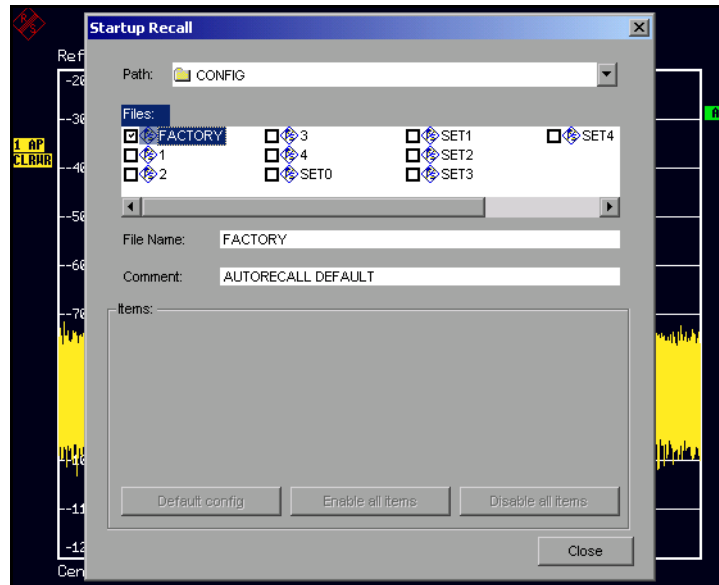 Startup Recall
Ref
Path: CONFIG
-20
-30
Files:
FACTORY 3 SET1 SET4
1 4 SET2
2 SET0 SET3
1 AP
CLRWR
-40
-50
File Name: FACTORY
-60
Comment: AUTORECALL DEFAULT
-70
Items:
Default config Enable all items Disable all items
-11
-12
Close
Cen